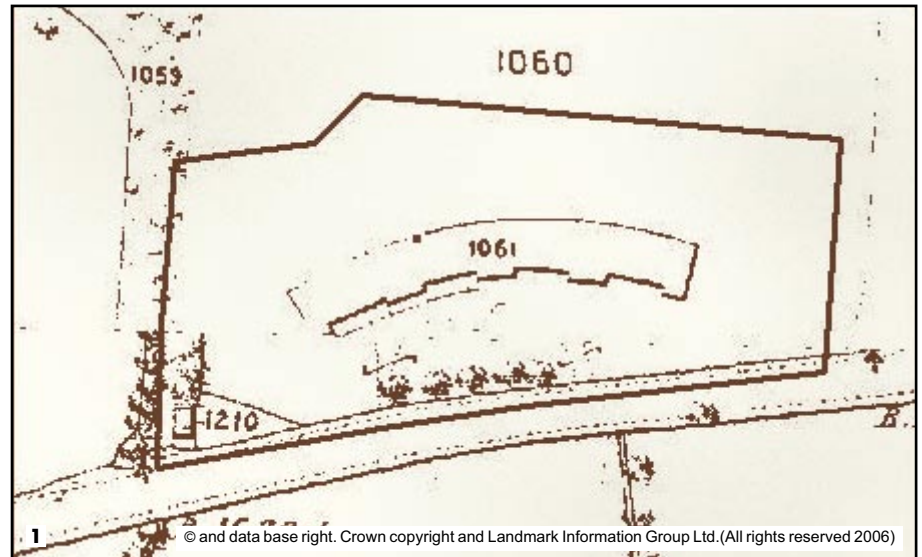 1060
1059
1061
1210
B
1
© and data base right. Crown copyright and Landmark Information Group Ltd.(All rights reserved 2006)